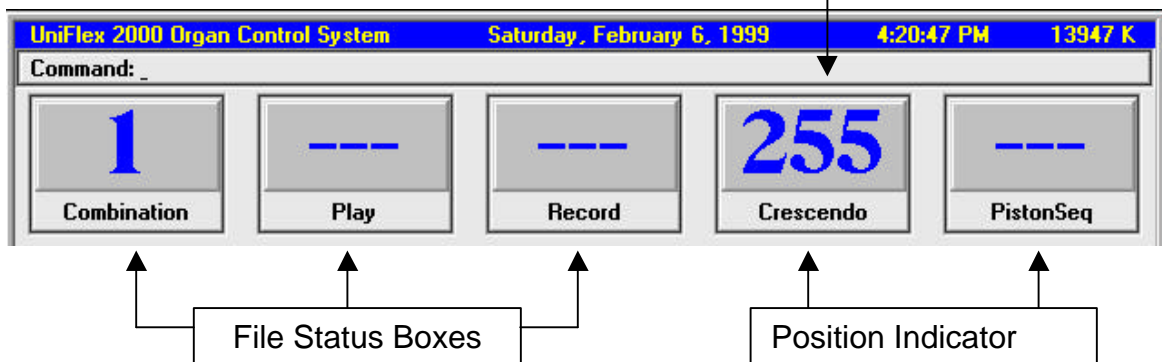 UniFlex 2000 Organ Control System Saturday, February 6, 1999 4:20:47 PM 13947 K
Command: _
1 --- --- 255 ---
Combination Play Record Crescendo PistonSeq
File Status Boxes Position Indicator